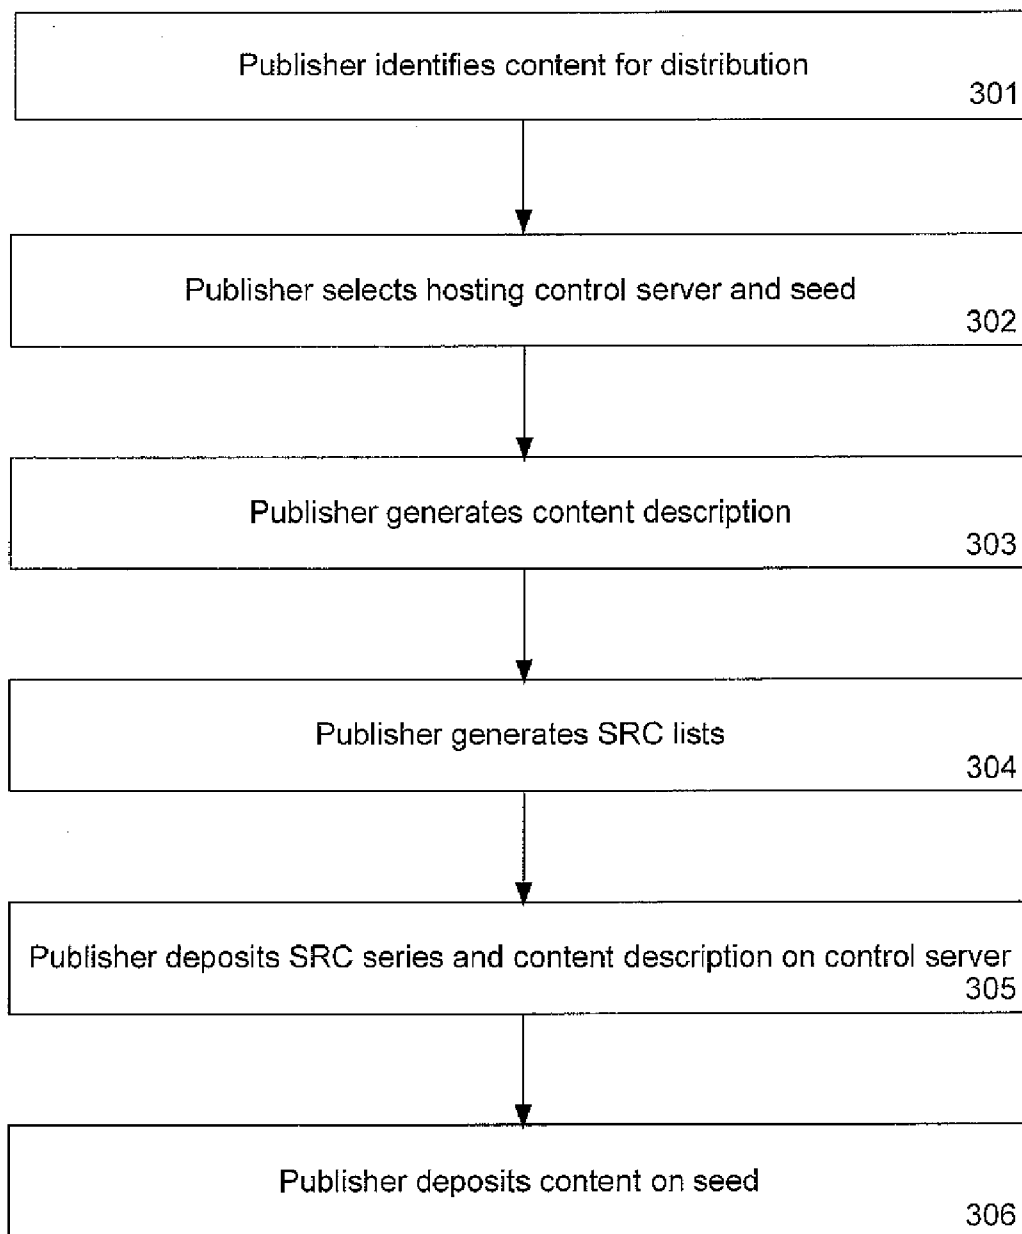 Publisher identifies content for distribution
301
Publisher selects hosting control server and seed
302
Publisher generates content description
303
Publisher generates SRC lists
304
Publisher deposits SRC series and content description on control server
305
Publisher deposits content on seed
306